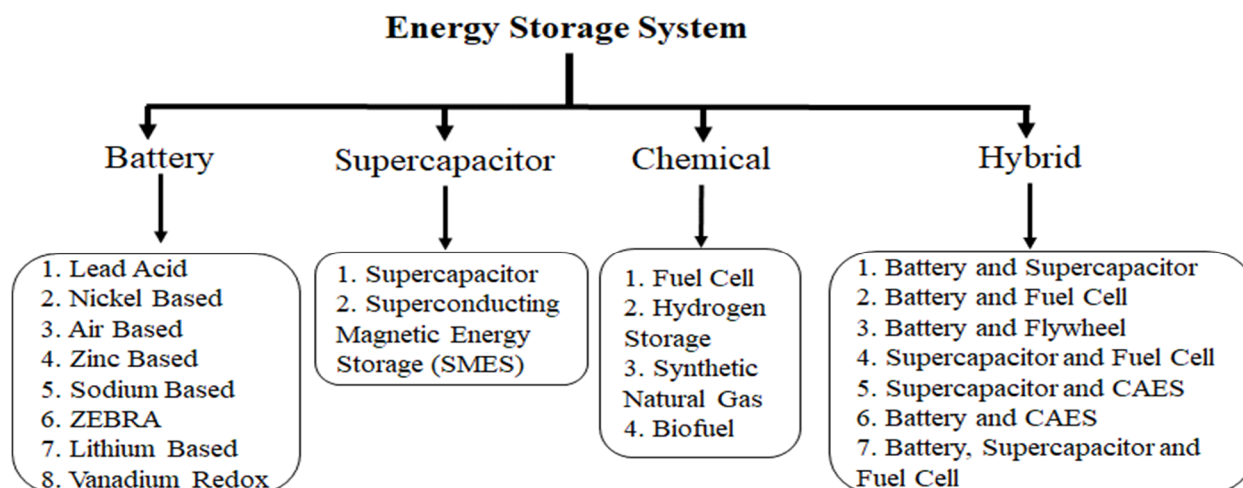 Energy Storage System
Battery
Supercapacitor
Chemical
Hybrid
1. Lead Acid
2. Nickel Based
3. Air Based
4. Zinc Based
5. Sodium Based
6. ZEBRA
7. Lithium Based
8. Vanadium Redox
1. Supercapacitor
2. Superconducting
Magnetic Energy
Storage (SMES)
1. Fuel Cell
2. Hydrogen
Storage
3. Synthetic
Natural Gas
4. Biofuel
1. Battery and Supercapacitor
2. Battery and Fuel Cell
3. Battery and Flywheel
4. Supercapacitor and Fuel Cell
5. Supercapacitor and CAES
6. Battery and CAES
7. Battery, Supercapacitor and
Fuel Cell